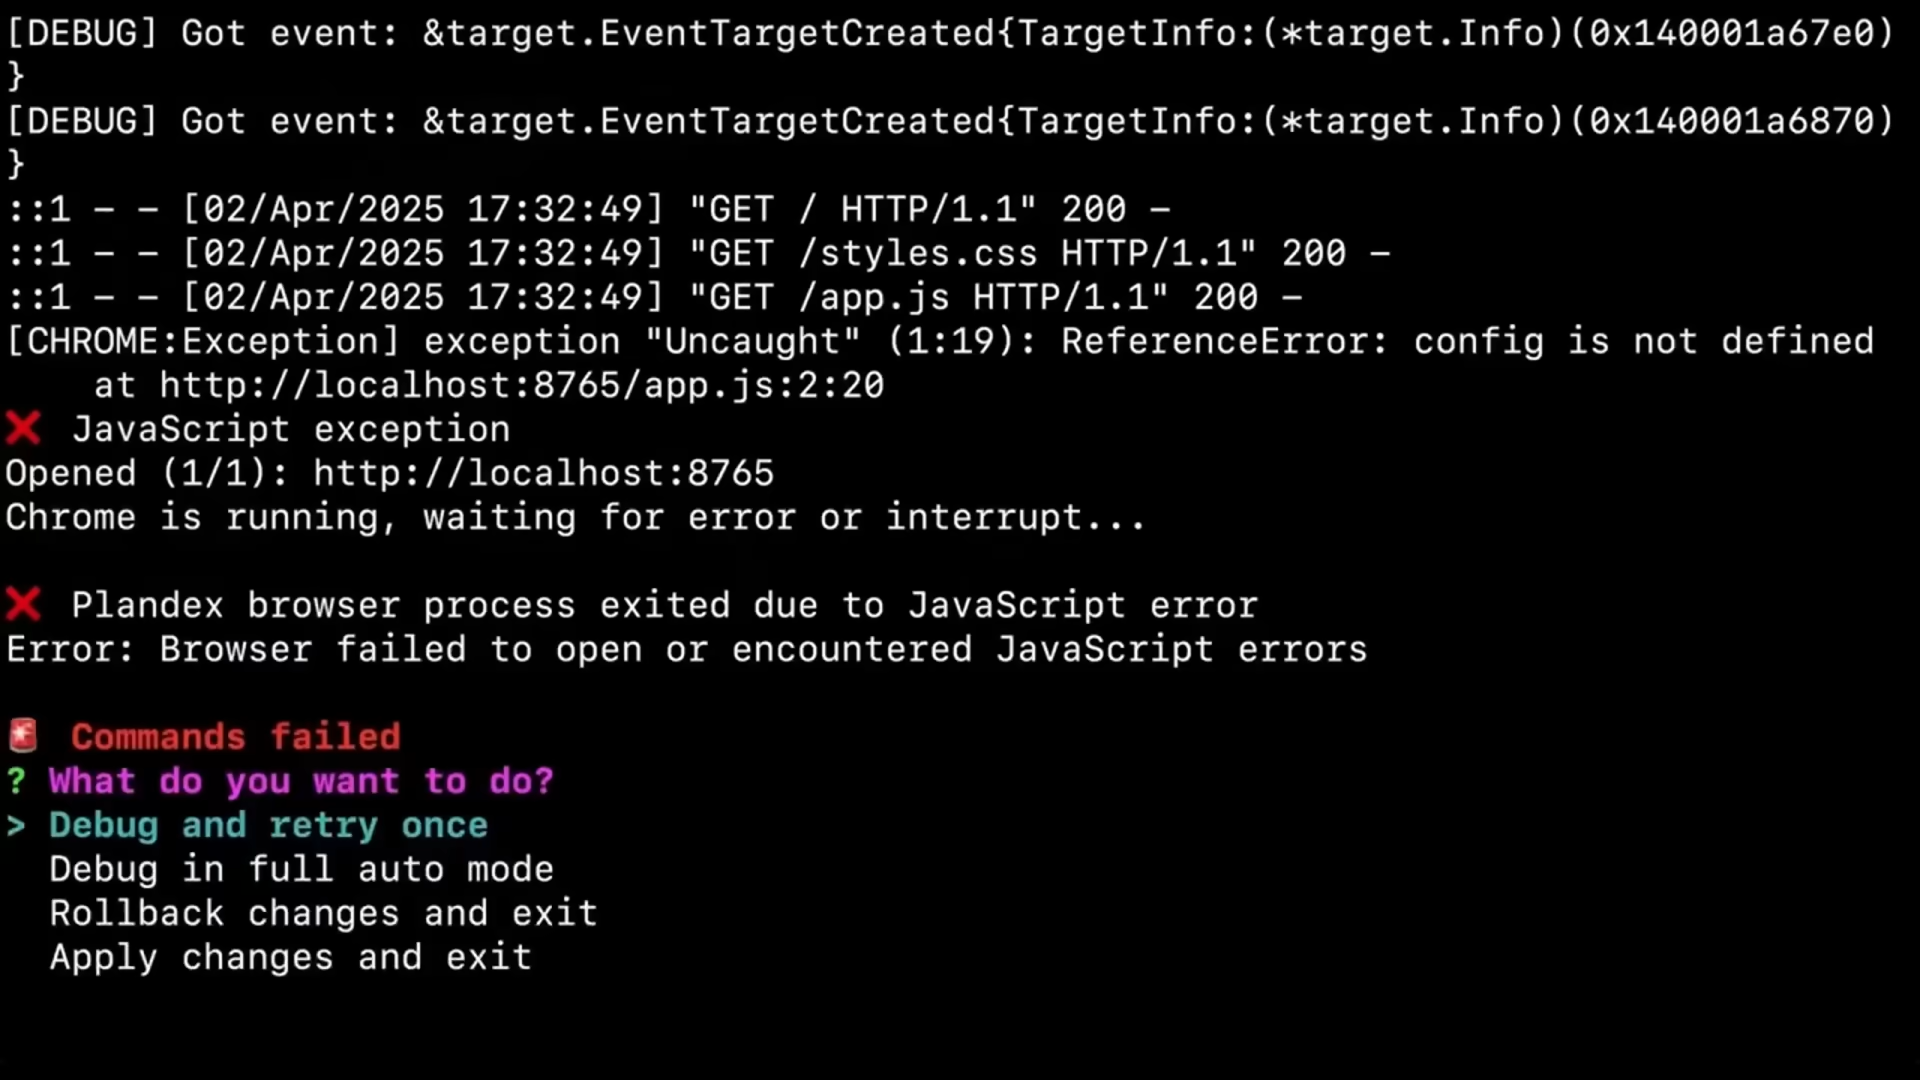 [DEBUG] Got event: &target.EventTargetCreated{TargetInfo:(*target.Info)(0x140001a67e0)
}
[DEBUG] Got event: &target.EventTargetCreated{TargetInfo:(*target.Info)(0x140001a6870)
}
::1 - - [02/Apr/2025 17:32:49] "GET / HTTP/1.1" 200 -
::1 - - [02/Apr/2025 17:32:49] "GET /styles.css HTTP/1.1" 200 -
::1 - - [02/Apr/2025 17:32:49] "GET /app.js HTTP/1.1" 200 -
[CHROME:Exception] exception "Uncaught" (1:19): ReferenceError: config is not defined
    at http://localhost:8765/app.js:2:20
❌ JavaScript exception
Opened (1/1): http://localhost:8765
Chrome is running, waiting for error or interrupt...
❌ Plandex browser process exited due to JavaScript error
Error: Browser failed to open or encountered JavaScript errors
🚨 Commands failed
? What do you want to do?
> Debug and retry once
  Debug in full auto mode
  Rollback changes and exit
  Apply changes and exit